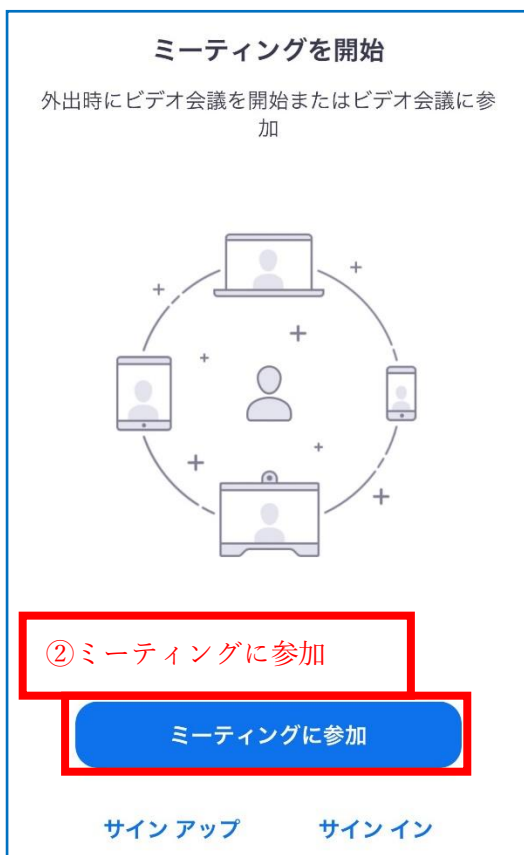 ミーティングを開始
外出時にビデオ会議を開始またはビデオ会議に参
加
②ミーティングに参加
ミーティングに参加
サイン アップ サイン イン